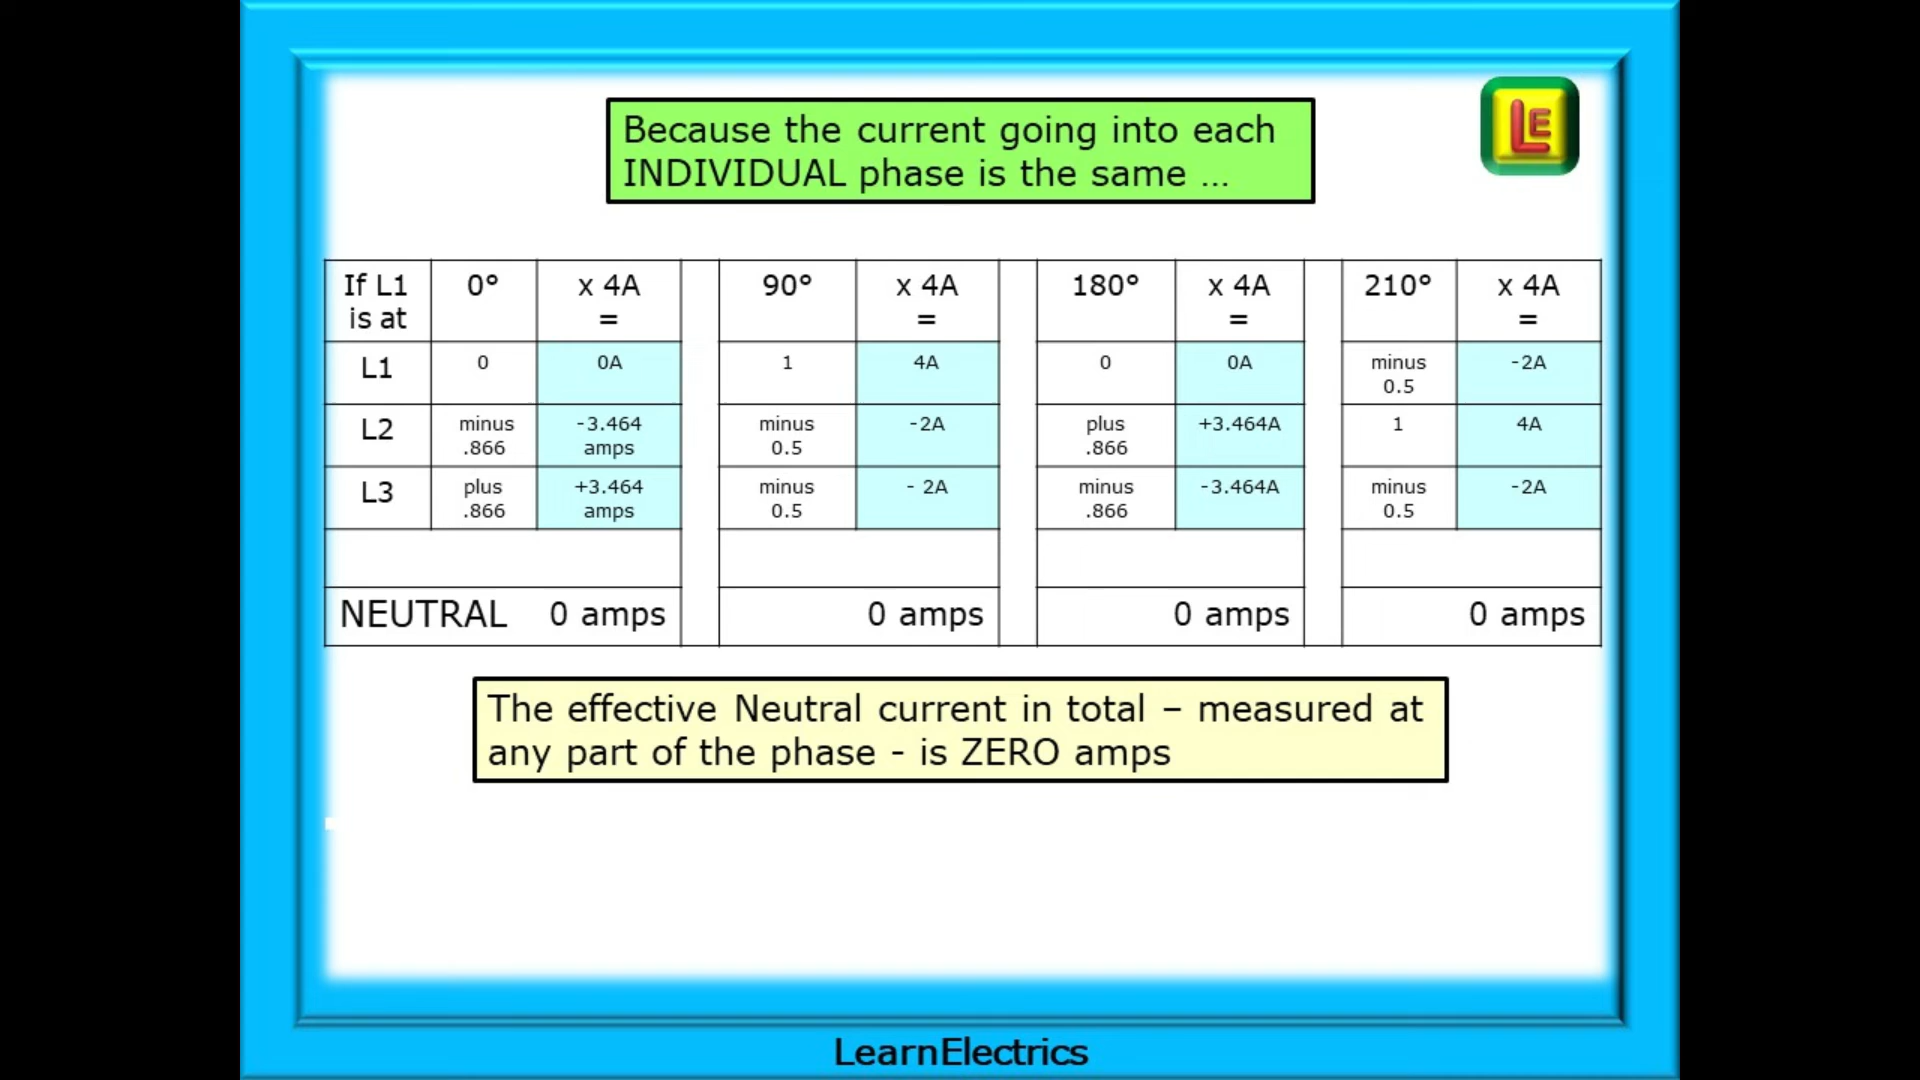 Because the current going into each
INDIVIDUAL phase is the same ...
LE
If L1 is at 0° x 4A = 90° x 4A = 180° x 4A = 210° x 4A =
L1 0 0A 1 4A 0 0A minus 0.5 -2A
L2 minus .866 -3.464 amps minus 0.5 -2A plus .866 +3.464A 1 4A
L3 plus .866 +3.464 amps minus 0.5 - 2A minus .866 -3.464A minus 0.5 -2A
NEUTRAL 0 amps 0 amps 0 amps 0 amps
The effective Neutral current in total – measured at
any part of the phase - is ZERO amps
LearnElectrics